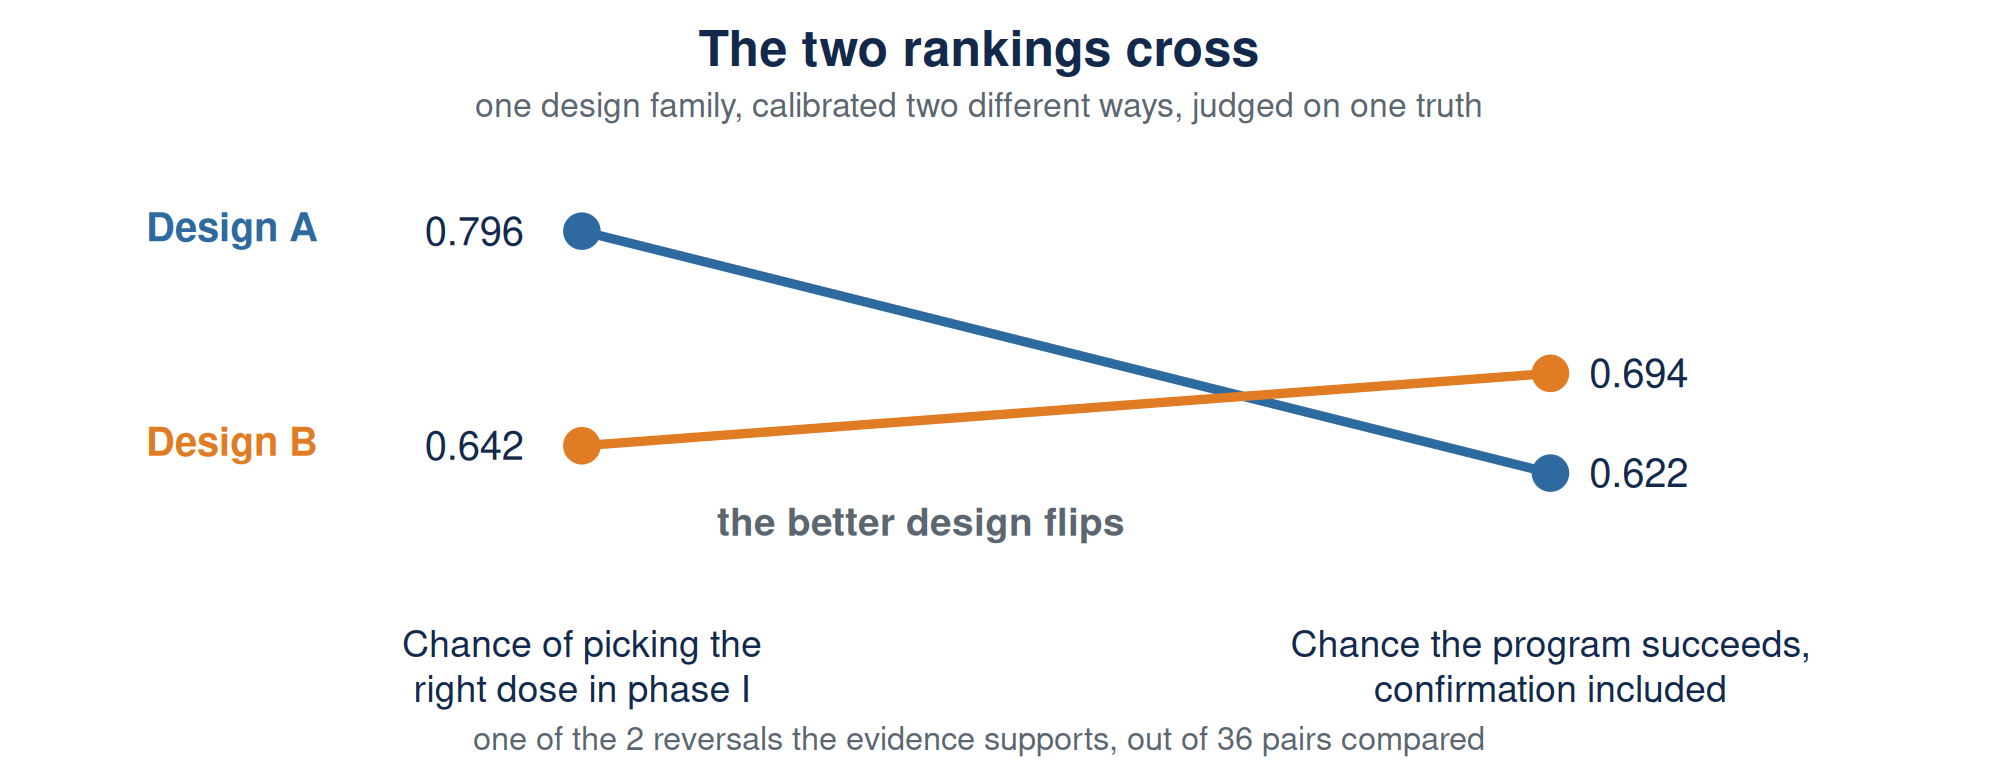 The two rankings cross
one design family, calibrated two different ways, judged on one truth
Design A
0.796
Design B
0.642
0.694
0.622
the better design flips
Chance of picking the
right dose in phase I
Chance the program succeeds,
confirmation included
one of the 2 reversals the evidence supports, out of 36 pairs compared